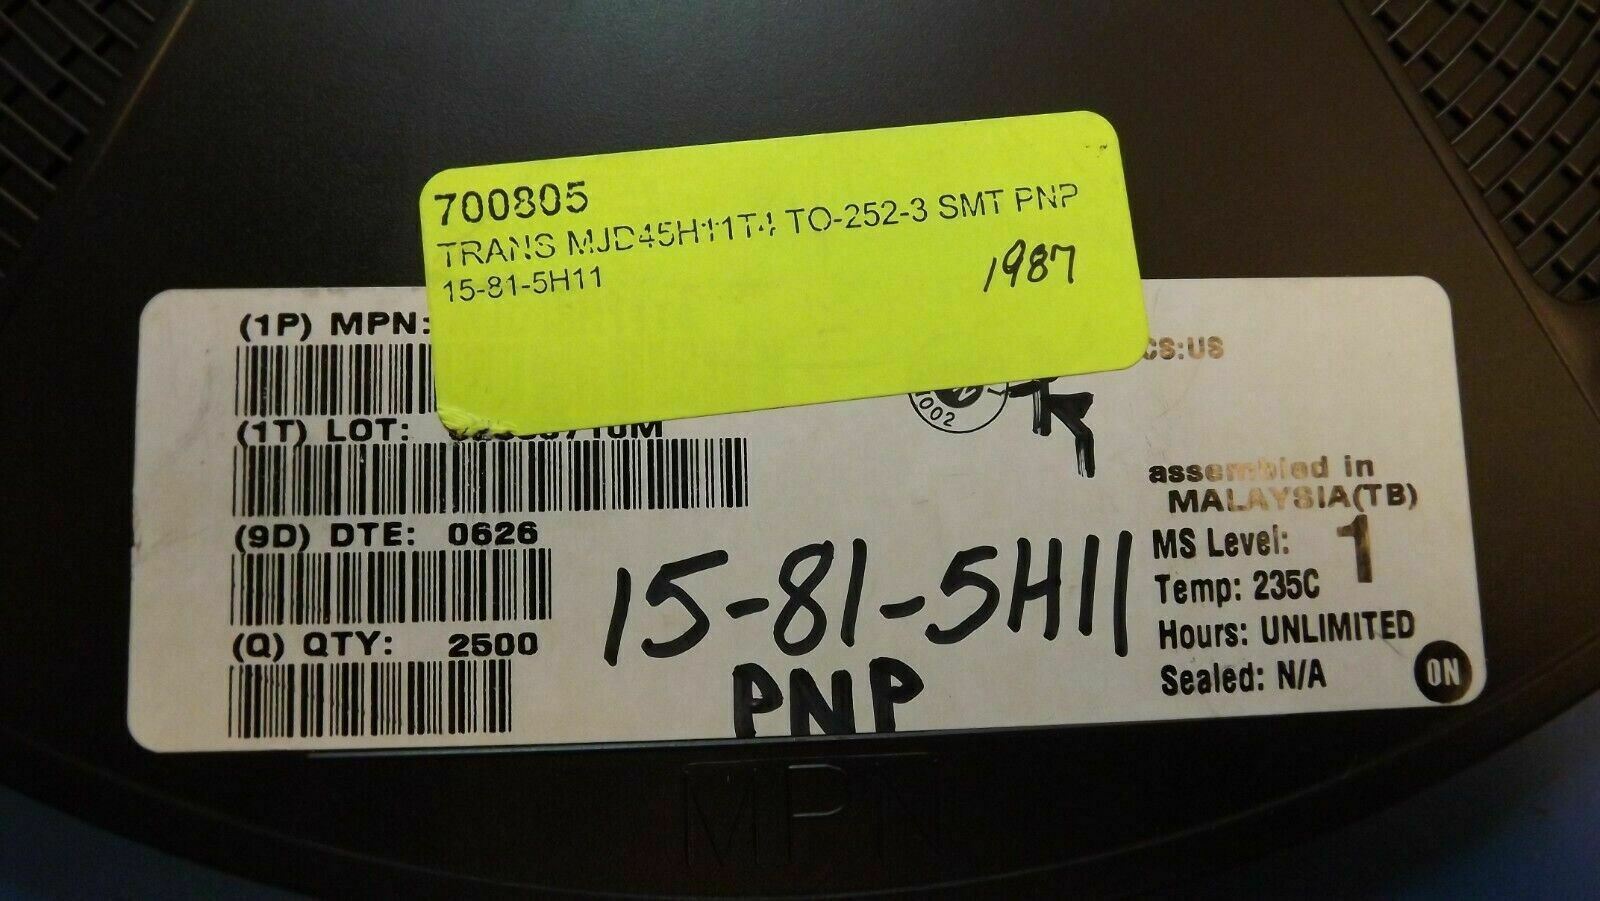 700805
TRANS MJD45H11T4 TO-252-3 SMT PNP
15-81-5H11
1987
(1P) MPN:
CS:US
1002
(1T) LOT:
assembled in
MALAYSIA(TB)
(9D) DTE: 0626
MS Level: 1
Temp: 235C
Hours: UNLIMITED
Sealed: N/A
(Q) QTY: 2500
15-81-5H11
PNP
ON
MPN